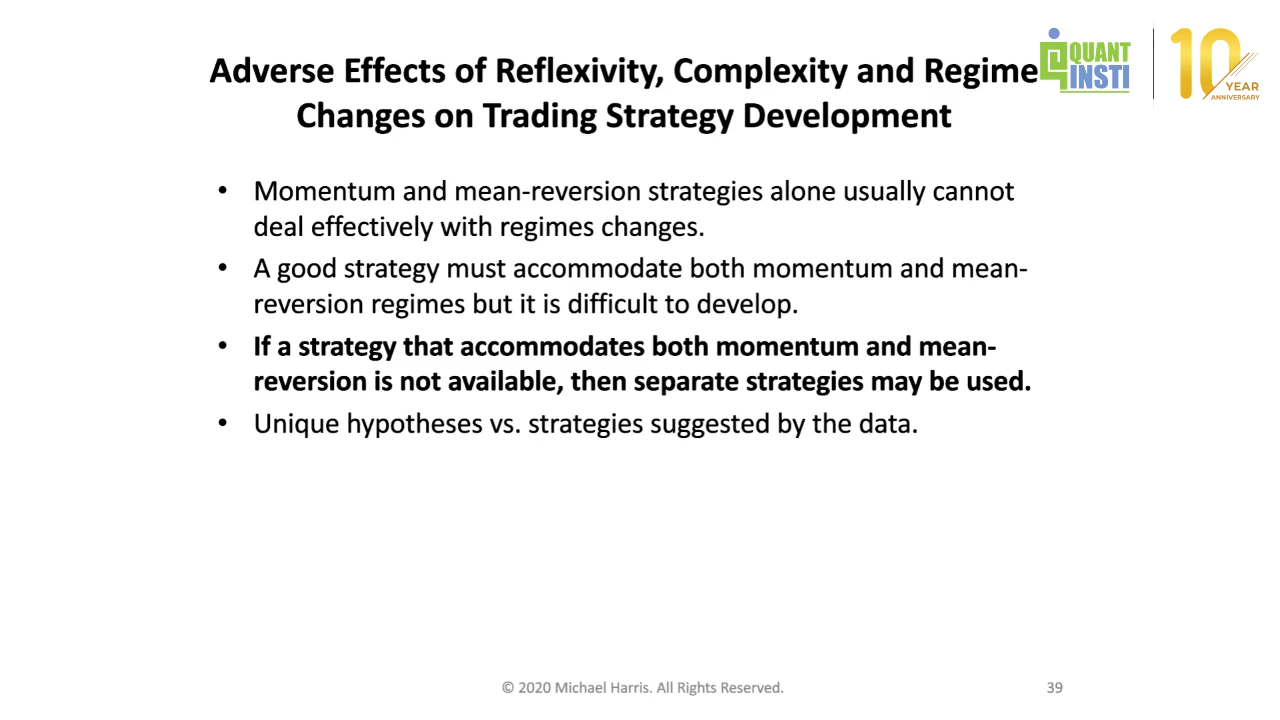 Adverse Effects of Reflexivity, Complexity and Regime
Changes on Trading Strategy Development
QUANT
INSTI
10
YEAR
ANNIVERSARY
• Momentum and mean-reversion strategies alone usually cannot
deal effectively with regimes changes.
• A good strategy must accommodate both momentum and mean-
reversion regimes but it is difficult to develop.
• If a strategy that accommodates both momentum and mean-
reversion is not available, then separate strategies may be used.
• Unique hypotheses vs. strategies suggested by the data.
© 2020 Michael Harris. All Rights Reserved.
39